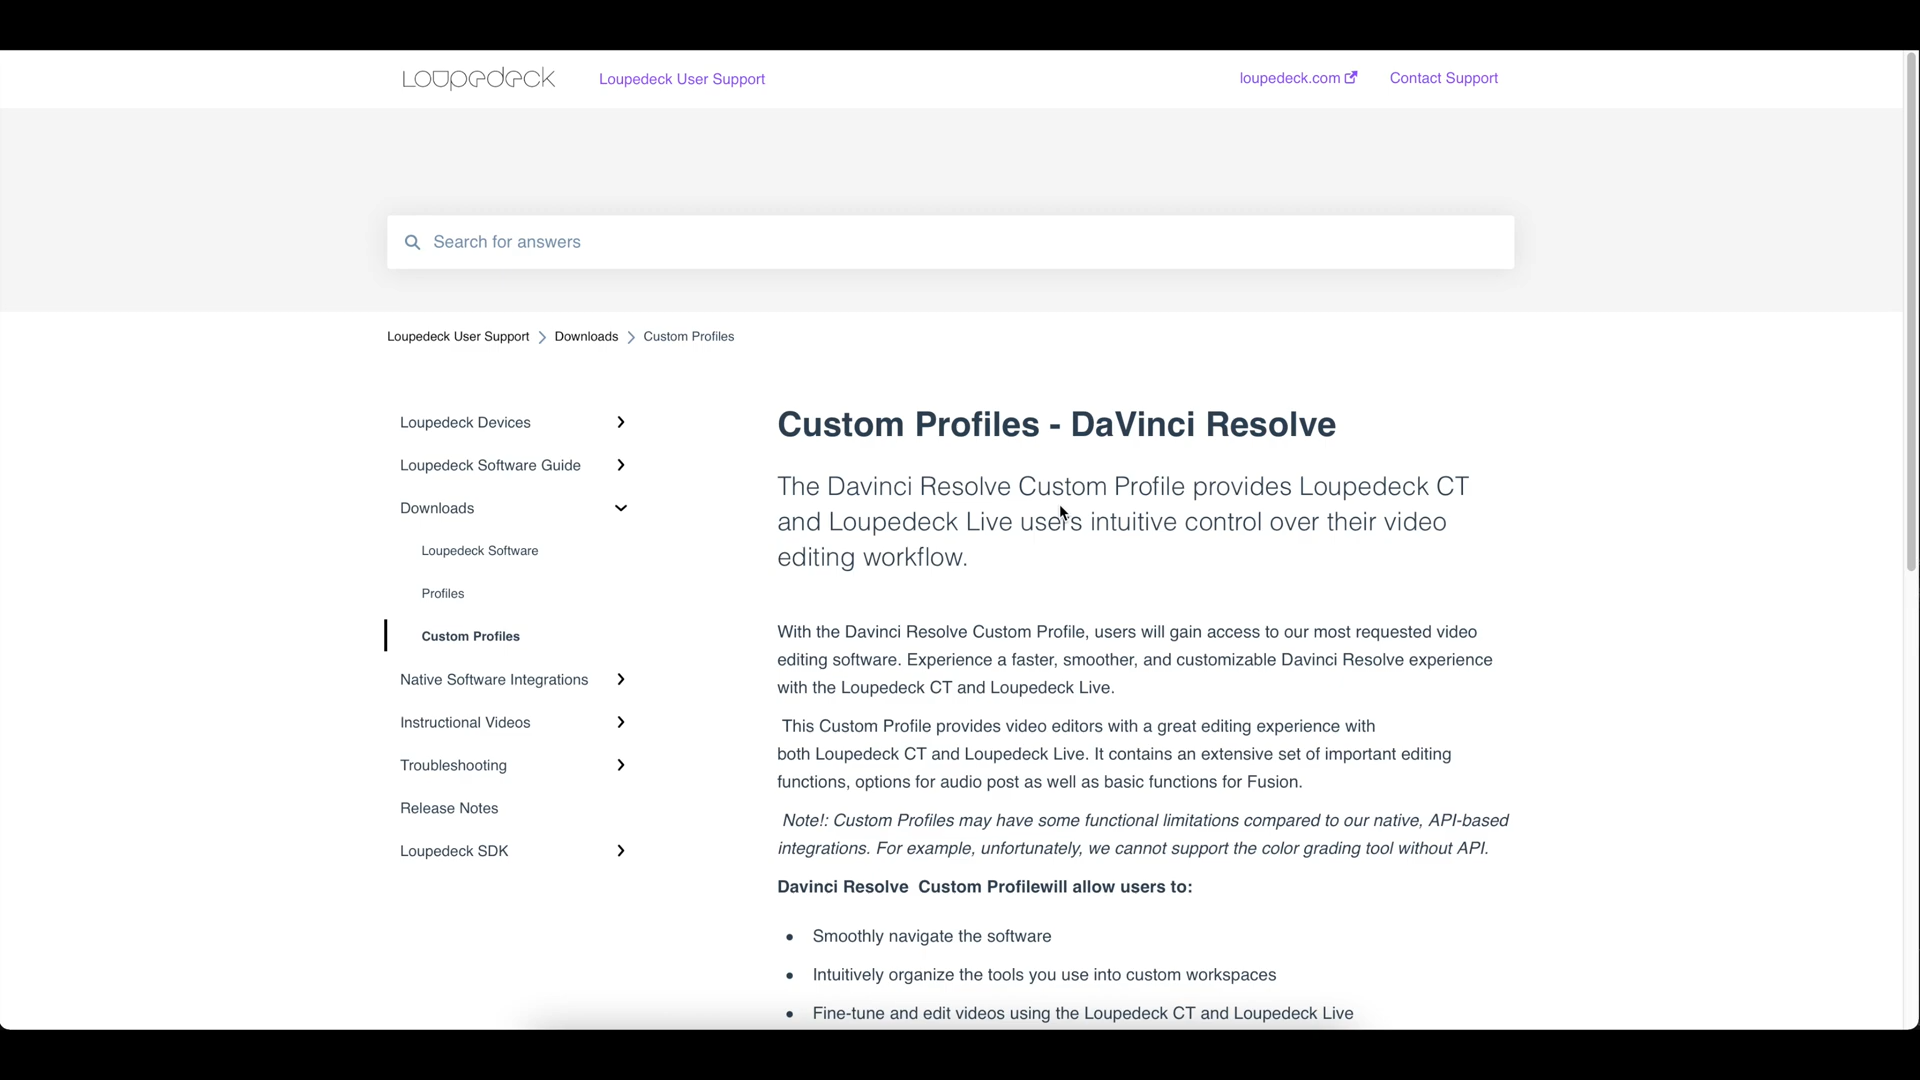 Loupedeck
Loupedeck User Support
loupedeck.com
Contact Support
Search for answers
Loupedeck User Support
Downloads
Custom Profiles
Loupedeck Devices
Loupedeck Software Guide
Downloads
Loupedeck Software
Profiles
Custom Profiles
Native Software Integrations
Instructional Videos
Troubleshooting
Release Notes
Loupedeck SDK
Custom Profiles - DaVinci Resolve
The Davinci Resolve Custom Profile provides Loupedeck CT
and Loupedeck Live users intuitive control over their video
editing workflow.
With the Davinci Resolve Custom Profile, users will gain access to our most requested video
editing software. Experience a faster, smoother, and customizable Davinci Resolve experience
with the Loupedeck CT and Loupedeck Live.
This Custom Profile provides video editors with a great editing experience with
both Loupedeck CT and Loupedeck Live. It contains an extensive set of important editing
functions, options for audio post as well as basic functions for Fusion.
Note!: Custom Profiles may have some functional limitations compared to our native, API-based
integrations. For example, unfortunately, we cannot support the color grading tool without API.
Davinci Resolve  Custom Profilewill allow users to:
Smoothly navigate the software
Intuitively organize the tools you use into custom workspaces
Fine-tune and edit videos using the Loupedeck CT and Loupedeck Live